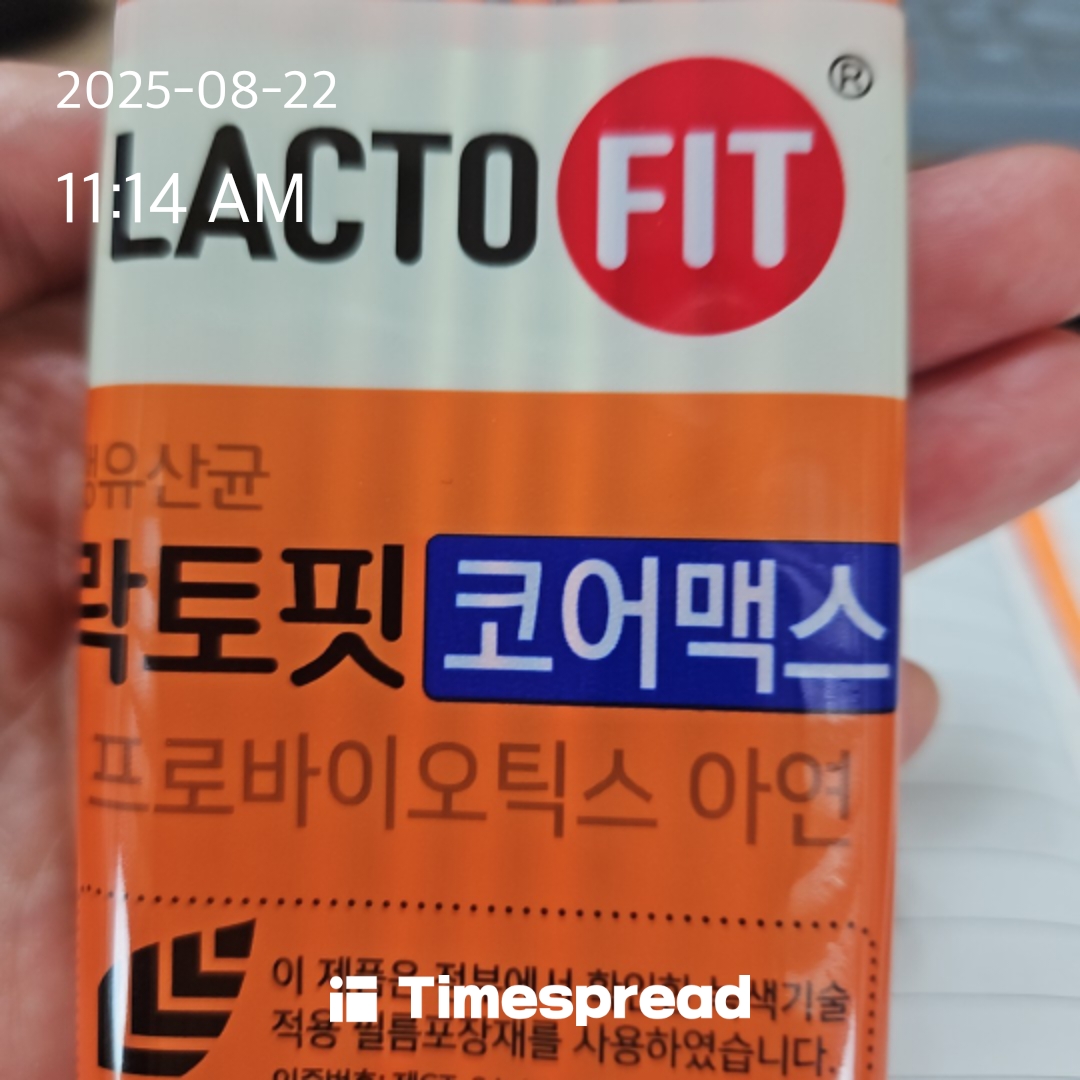 2025-08-22
11:14 AM
LACTO FIT ®
생유산균
락토핏 코어맥스
프로바이오틱스 아연
이 제품은 정부에서
적용 필름포장재를 사용하였습니다.
Timespread